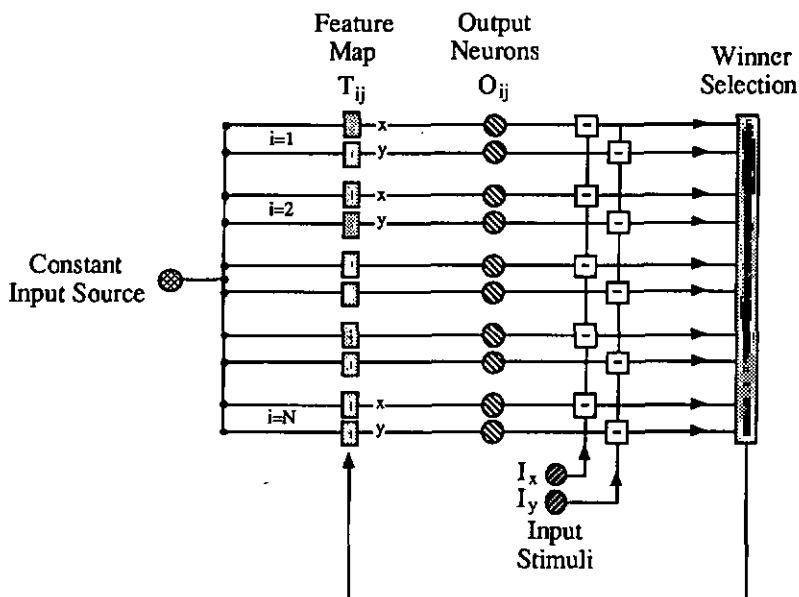 Feature
Map
T_ij
Output
Neurons
O_ij
Winner
Selection
i=1
x
y
i=2
x
y
Constant
Input Source
i=N
x
y
I_x
I_y
Input
Stimuli